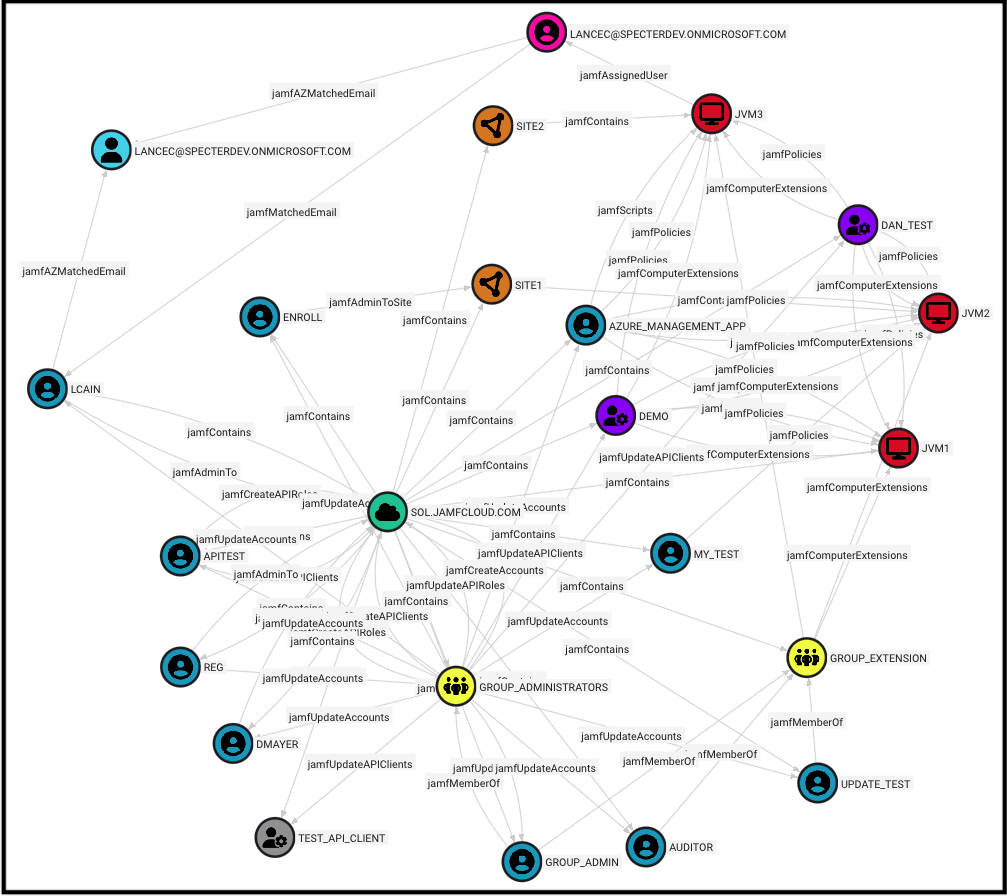 LANCEC@SPECTERDEV.ONMICROSOFT.COM
jamfAssignedUser
jamfAZMatchedEmail
JVM3
SITE2
jamfContains
LANCEC@SPECTERDEV.ONMICROSOFT.COM
jamfPolicies
jamfComputerExtensions
jamfScripts
jamfMatchedEmail
DAN_TEST
jamfPolicies
jamfPolicies
jamfPolicies
jamfAZMatchedEmail
jamfComputerExtensions
SITE1
jamfComputerExtensions
jamfAdminToSite
jamfPolicies
ENROLL
jamfContains
JVM2
AZURE_MANAGEMENT_APP
jamfPolicies
jamfComputerExtensions
jamfContains
jamfPolicies
LCAIN
jamfComputerExtensions
jamfContains
jamfContains
DEMO
jamfPolicies
jamfContains
jamfContains
jamfPolicies
JVM1
jamfUpdateAPIClients
jamfComputerExtensions
jamfContains
jamfAdminTo
jamfContains
jamfComputerExtensions
jamfCreateAPIRoles
SOL.JAMFCLOUD.COM
jamfContains
jamfUpdateAccounts
APITEST
jamfUpdateAPIClients
MY_TEST
jamfComputerExtensions
jamfCreateAccounts
jamfAdminTo
jamfUpdateAPIRoles
jamfContains
jamfContains
jamfContains
jamfUpdateAPIClients
jamfUpdateAccounts
jamfUpdateAccounts
jamfCreateAPIRoles
jamfContains
jamfContains
GROUP_EXTENSION
REG
jamfUpdateAccounts
GROUP_ADMINISTRATORS
jamfUpdateAccounts
jamfMemberOf
jamfUpdateAccounts
DMAYER
jamfMemberOf
jamfMemberOf
jamfUpdateAPIClients
jamfUpdateAccounts
jamfMemberOf
UPDATE_TEST
TEST_API_CLIENT
AUDITOR
GROUP_ADMIN